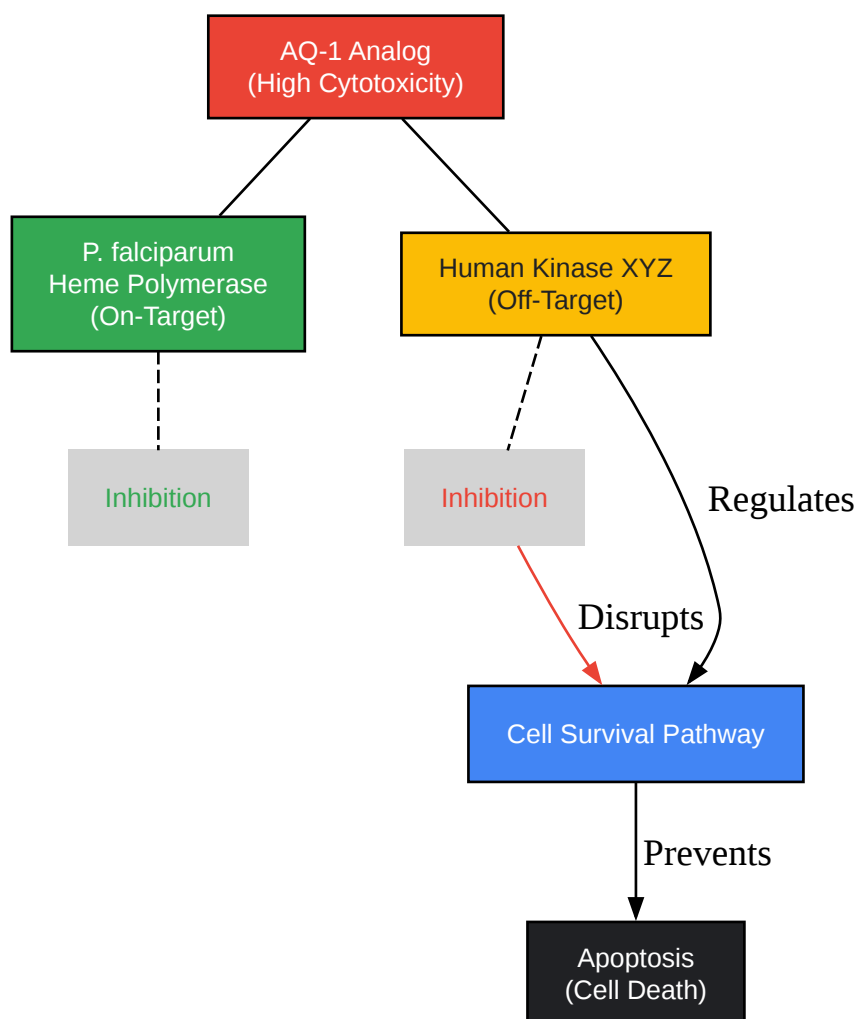 AQ-1 Analog
(High Cytotoxicity)
P. falciparum
Heme Polymerase
(On-Target)
Human Kinase XYZ
(Off-Target)
Inhibition
Inhibition
Regulates
Disrupts
Cell Survival Pathway
Prevents
Apoptosis
(Cell Death)